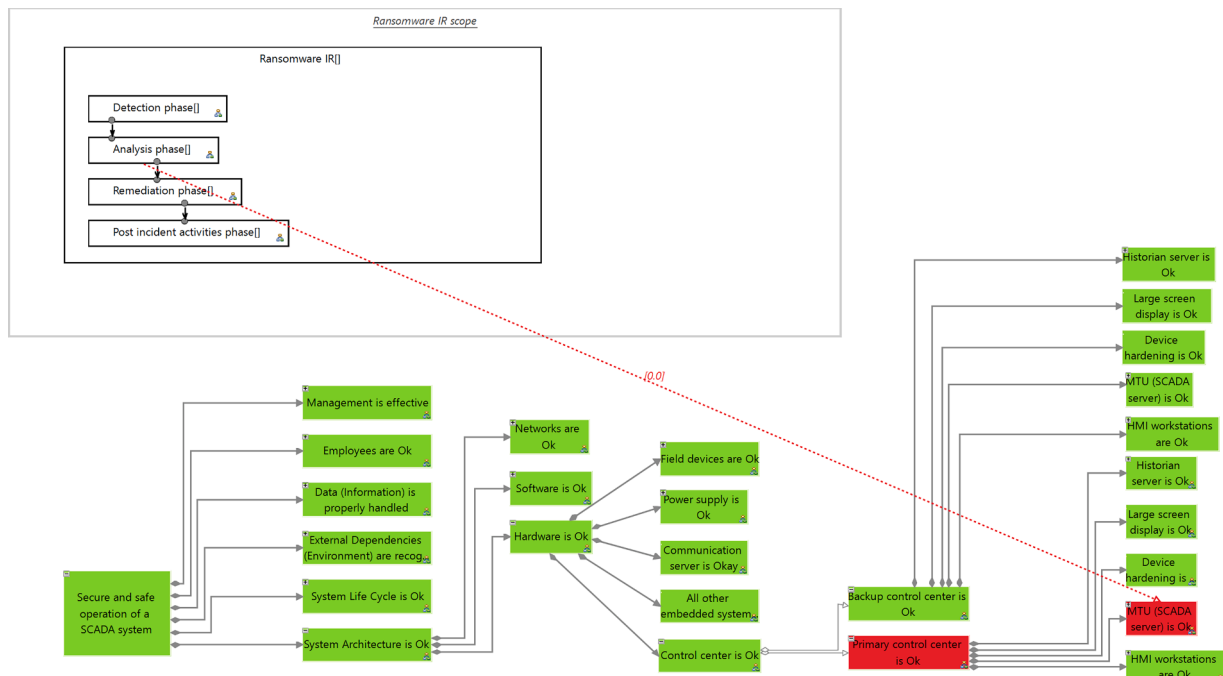 Ransomware IR scope
Ransomware IR[]
Detection phase[]
Analysis phase[]
Remediation phase[]
Post incident activities phase[]
[0.0]
Secure and safe
operation of a
SCADA system
Management is effective
Employees are Ok
Data (Information) is
properly handled
External Dependencies
(Environment) are recog...
System Life Cycle is Ok
System Architecture is Ok
Networks are
Ok
Software is Ok
Hardware is Ok
Field devices are Ok
Power supply is
Ok
Communication
server is Okay
All other
embedded system...
Control center is Ok
Backup control center is
Ok
Primary control center
is Ok
Historian server is
Ok
Large screen
display is Ok
Device
hardening is Ok
MTU (SCADA
server) is Ok
HMI workstations
are Ok
Historian
server is Ok
Large screen
display is Ok
Device
hardening is...
MTU (SCADA
server) is Ok
HMI workstations
are Ok